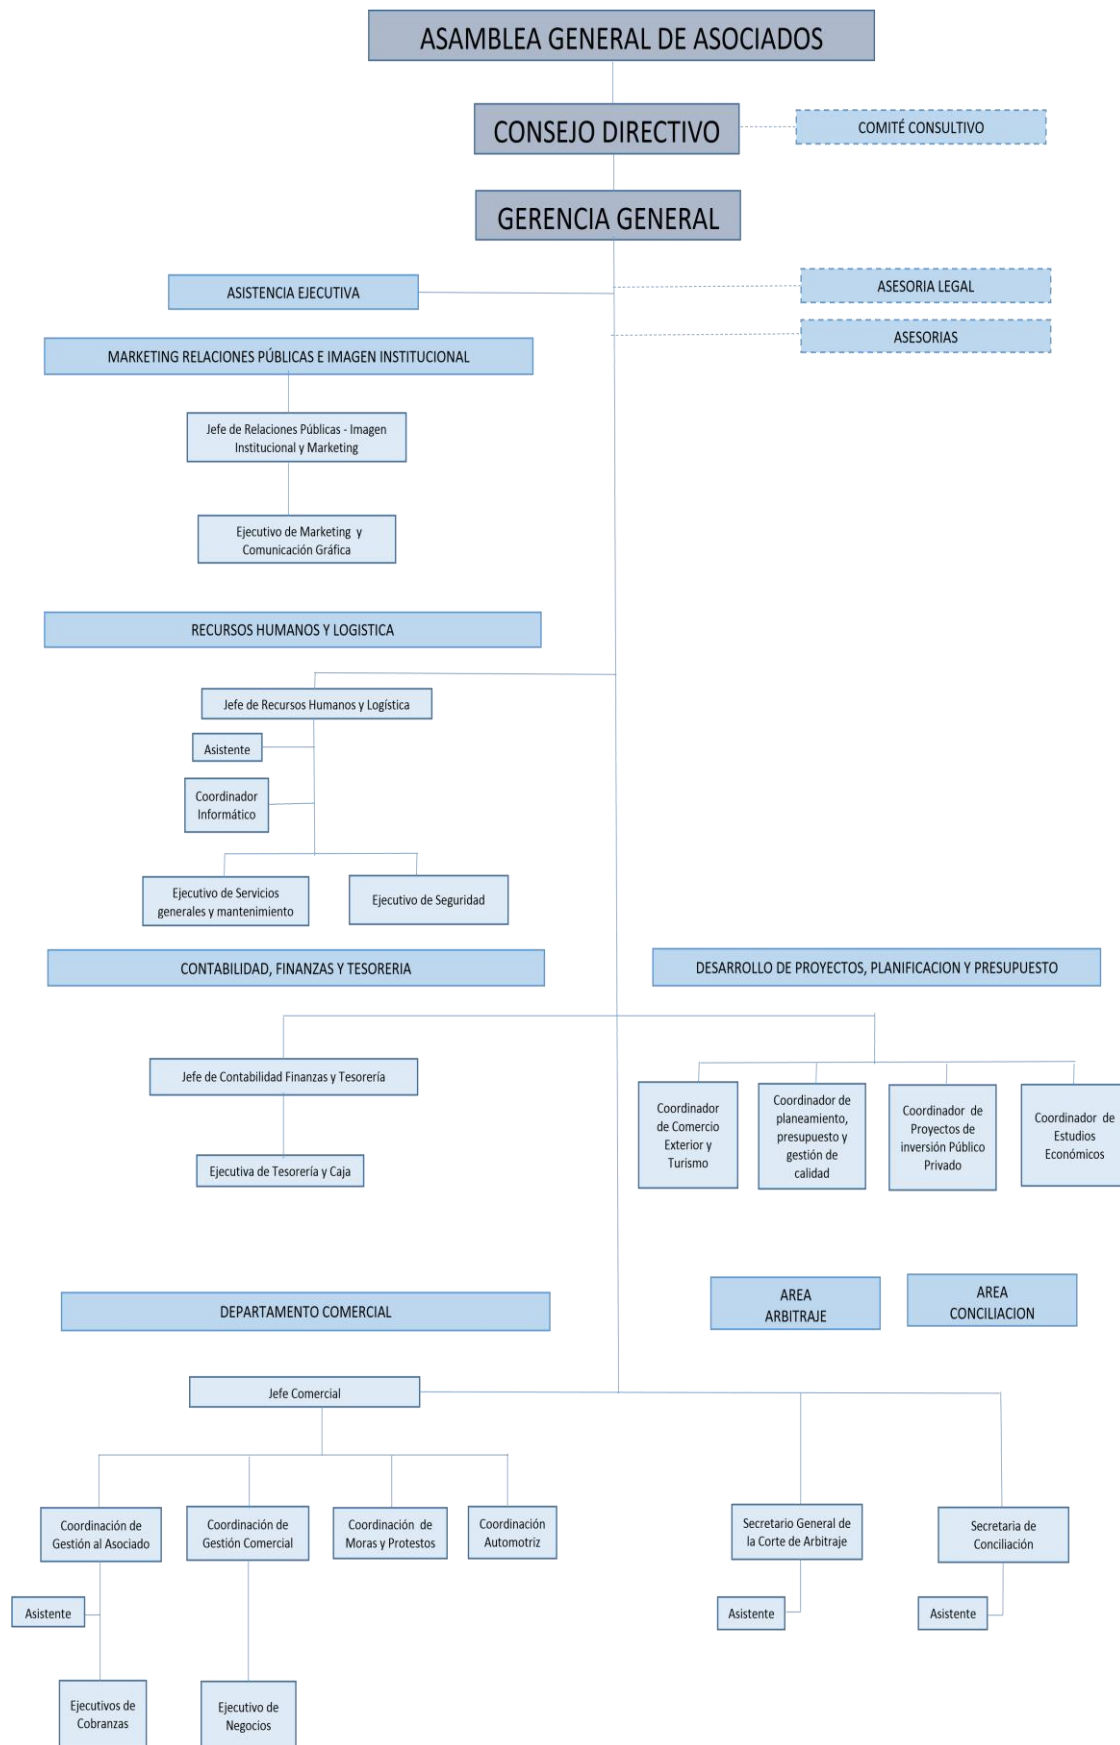 ASAMBLEA GENERAL DE ASOCIADOS
CONSEJO DIRECTIVO
COMITÉ CONSULTIVO
GERENCIA GENERAL
ASISTENCIA EJECUTIVA
ASESORIA LEGAL
ASESORIAS
MARKETING RELACIONES PÚBLICAS E IMAGEN INSTITUCIONAL
Jefe de Relaciones Públicas - Imagen
Institucional y Marketing
Ejecutivo de Marketing y
Comunicación Gráfica
RECURSOS HUMANOS Y LOGISTICA
Jefe de Recursos Humanos y Logística
Asistente
Coordinador
Informático
Ejecutivo de Servicios
generales y mantenimiento
Ejecutivo de Seguridad
CONTABILIDAD, FINANZAS Y TESORERIA
DESARROLLO DE PROYECTOS, PLANIFICACION Y PRESUPUESTO
Jefe de Contabilidad Finanzas y Tesorería
Ejecutiva de Tesorería y Caja
Coordinador
de Comercio
Exterior y
Turismo
Coordinador de
planeamiento,
presupuesto y
gestión de
calidad
Coordinador de
Proyectos de
inversión Público
Privado
Coordinador de
Estudios
Económicos
DEPARTAMENTO COMERCIAL
AREA
ARBITRAJE
AREA
CONCILIACION
Jefe Comercial
Coordinación de
Gestión al Asociado
Coordinación de
Gestión Comercial
Coordinación de
Moras y Protestos
Coordinación
Automotriz
Secretario General de
la Corte de Arbitraje
Secretaria de
Conciliación
Asistente
Asistente
Asistente
Ejecutivos de
Cobranzas
Ejecutivo de
Negocios